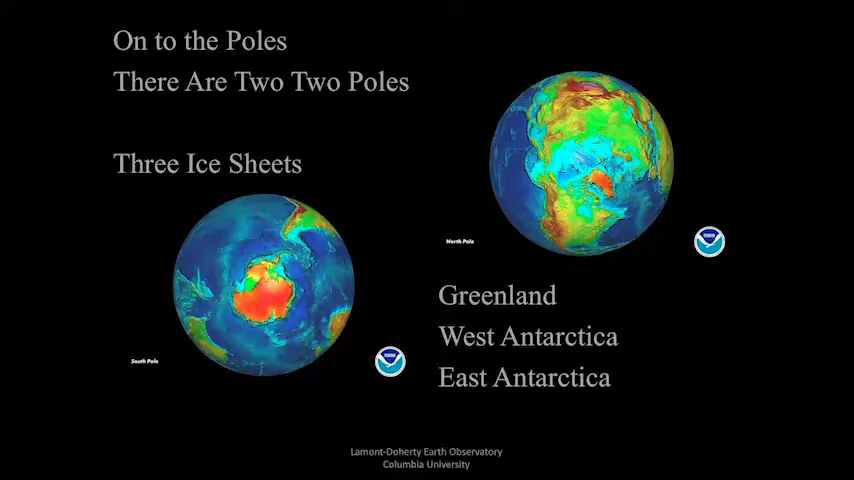 On to the Poles
There Are Two Two Poles
Three Ice Sheets
North Pole
South Pole
Greenland
West Antarctica
East Antarctica
Lamont-Doherty Earth Observatory
Columbia University